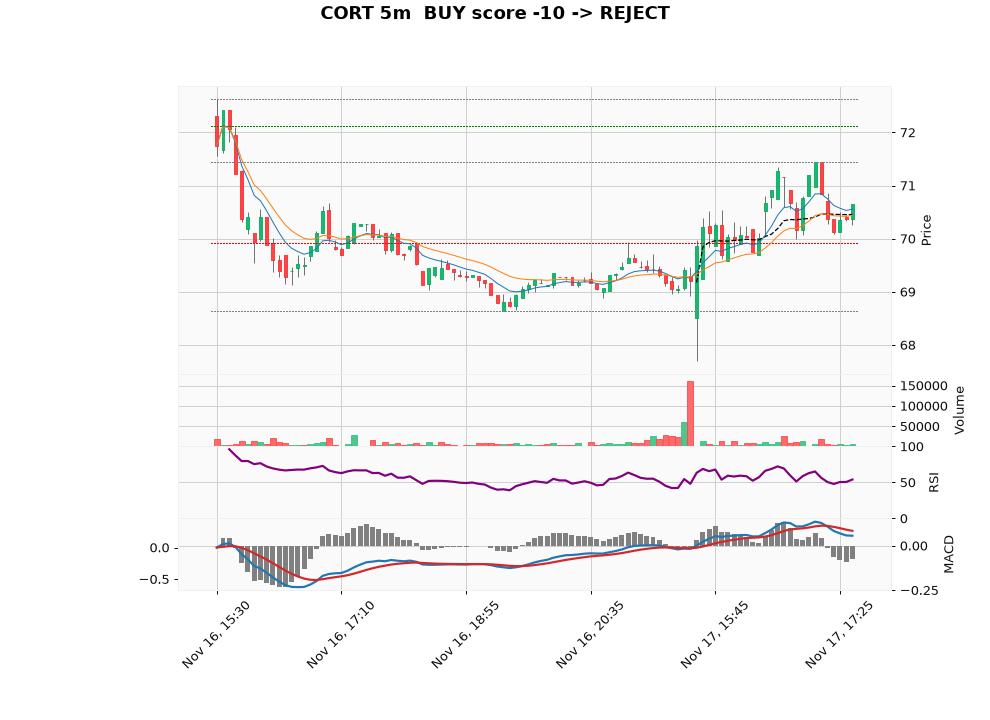 CORT 5m  BUY score -10 -> REJECT
72
71
70
69
68
Price
150000
100000
50000
Volume
100
50
0
RSI
0.0
−0.5
0.00
−0.25
MACD
Nov 16, 15:30
Nov 16, 17:10
Nov 16, 18:55
Nov 16, 20:35
Nov 17, 15:45
Nov 17, 17:25